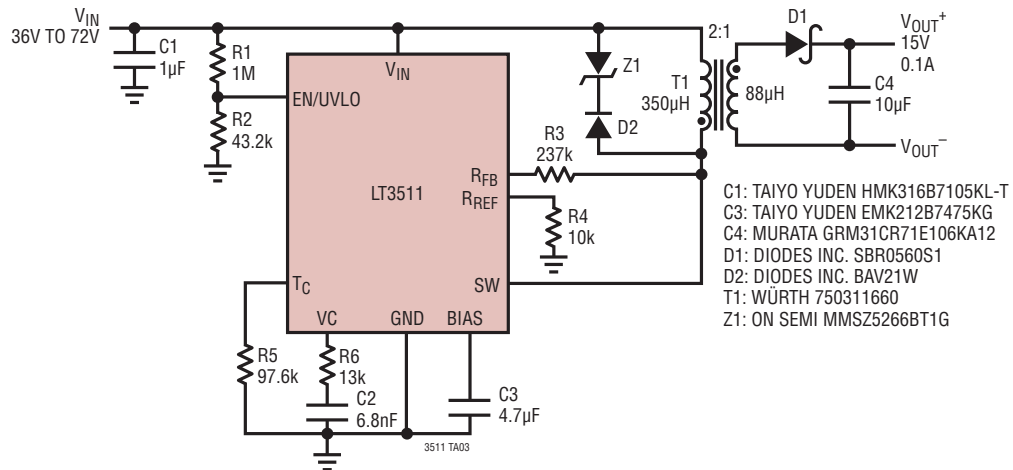 VIN
36V TO 72V
C1
1µF
R1
1M
R2
43.2k
VIN
EN/UVLO
LT3511
RFB
RREF
SW
TC
VC
GND
BIAS
Z1
D2
R3
237k
R4
10k
T1
350µH
2:1
88µH
D1
VOUT+
15V
0.1A
C4
10µF
VOUT–
R5
97.6k
R6
13k
C2
6.8nF
C3
4.7µF
3511 TA03
C1: TAIYO YUDEN HMK316B7105KL-T
C3: TAIYO YUDEN EMK212B7475KG
C4: MURATA GRM31CR71E106KA12
D1: DIODES INC. SBR0560S1
D2: DIODES INC. BAV21W
T1: WÜRTH 750311660
Z1: ON SEMI MMSZ5266BT1G